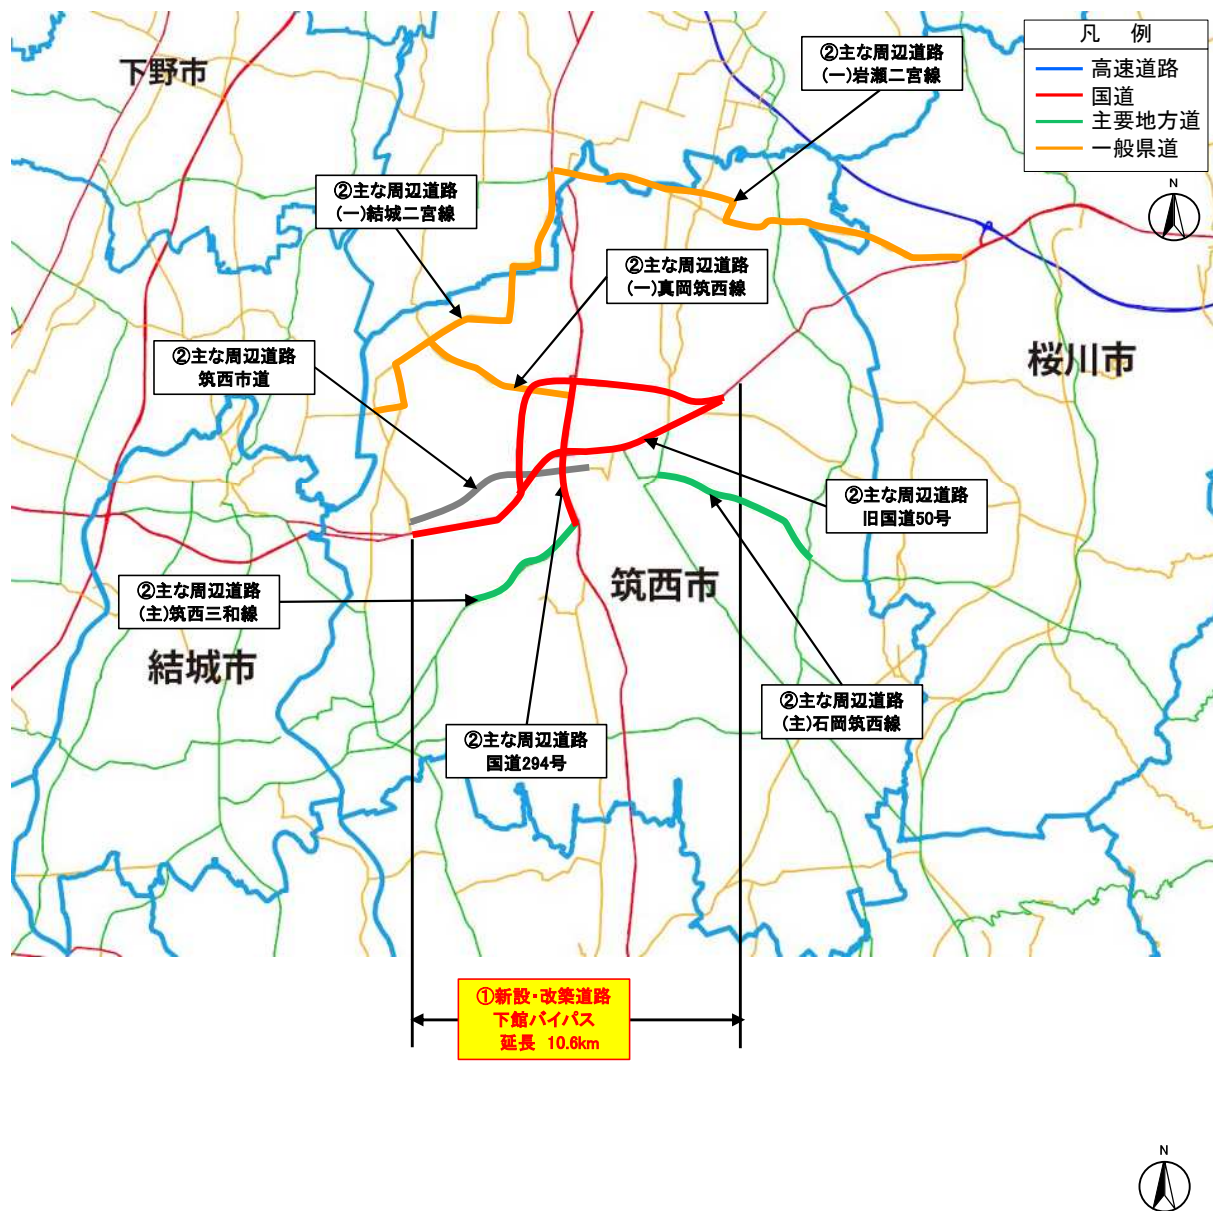 凡 例
高速道路
国道
主要地方道
一般県道
N
下野市
②主な周辺道路
(一)岩瀬二宮線
②主な周辺道路
(一)結城二宮線
②主な周辺道路
(一)真岡筑西線
②主な周辺道路
筑西市道
桜川市
②主な周辺道路
旧国道50号
筑西市
②主な周辺道路
(主)筑西三和線
結城市
②主な周辺道路
(主)石岡筑西線
②主な周辺道路
国道294号
①新設・改築道路
下館バイパス
延長 10.6km
N